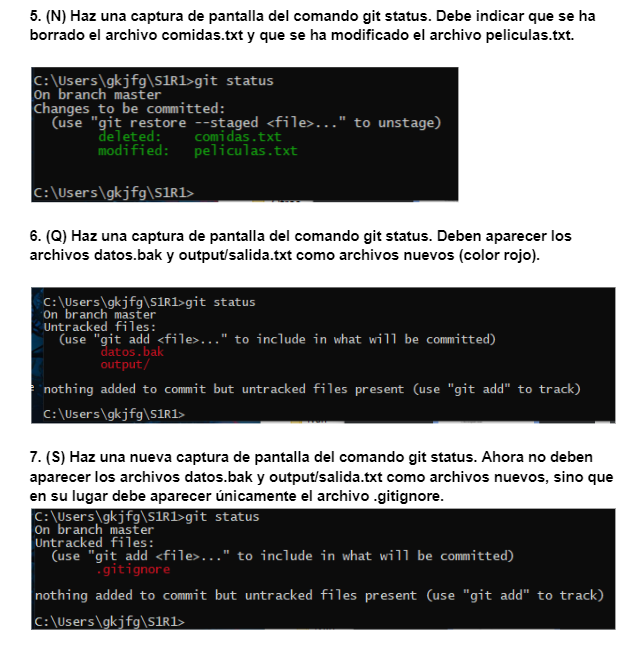 5. (N) Haz una captura de pantalla del comando git status. Debe indicar que se ha
borrado el archivo comidas.txt y que se ha modificado el archivo peliculas.txt.
C:\Users\gkjfg\S1R1>git status
On branch master
Changes to be committed:
(use "git restore --staged <file>..." to unstage)
deleted: comidas.txt
modified: peliculas.txt
C:\Users\gkjfg\S1R1>
6. (Q) Haz una captura de pantalla del comando git status. Deben aparecer los
archivos datos.bak y output/salida.txt como archivos nuevos (color rojo).
C:\Users\gkjfg\S1R1>git status
On branch master
Untracked files:
(use "git add <file>..." to include in what will be committed)
datos.bak
output/
nothing added to commit but untracked files present (use "git add" to track)
C:\Users\gkjfg\S1R1>
7. (S) Haz una nueva captura de pantalla del comando git status. Ahora no deben
aparecer los archivos datos.bak y output/salida.txt como archivos nuevos, sino que
en su lugar debe aparecer únicamente el archivo .gitignore.
C:\Users\gkjfg\S1R1>git status
On branch master
Untracked files:
(use "git add <file>..." to include in what will be committed)
.gitignore
nothing added to commit but untracked files present (use "git add" to track)
C:\Users\gkjfg\S1R1>